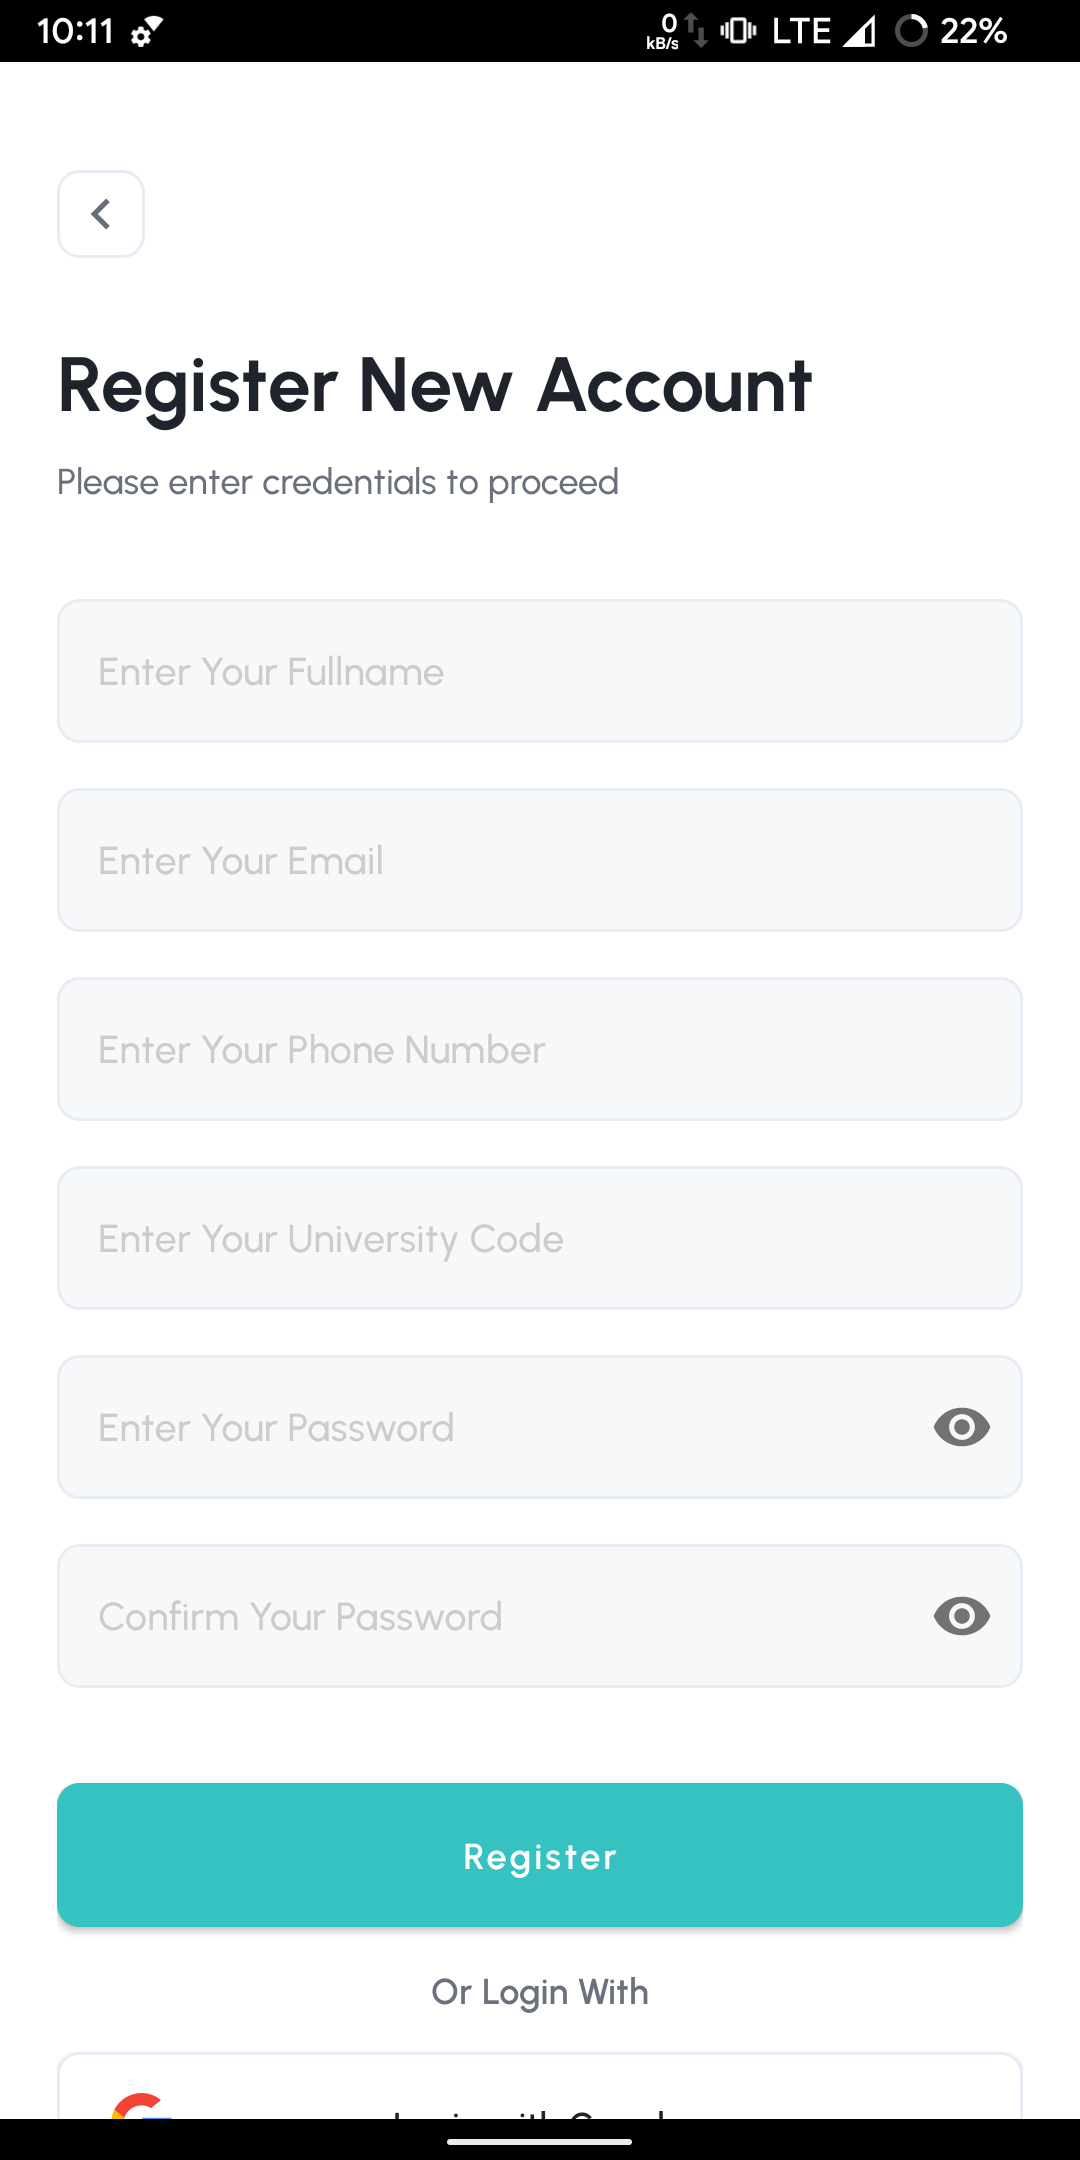 10:11
0
kB/s
LTE
22%
Register New Account
Please enter credentials to proceed
Enter Your Fullname
Enter Your Email
Enter Your Phone Number
Enter Your University Code
Enter Your Password
Confirm Your Password
Register
Or Login With